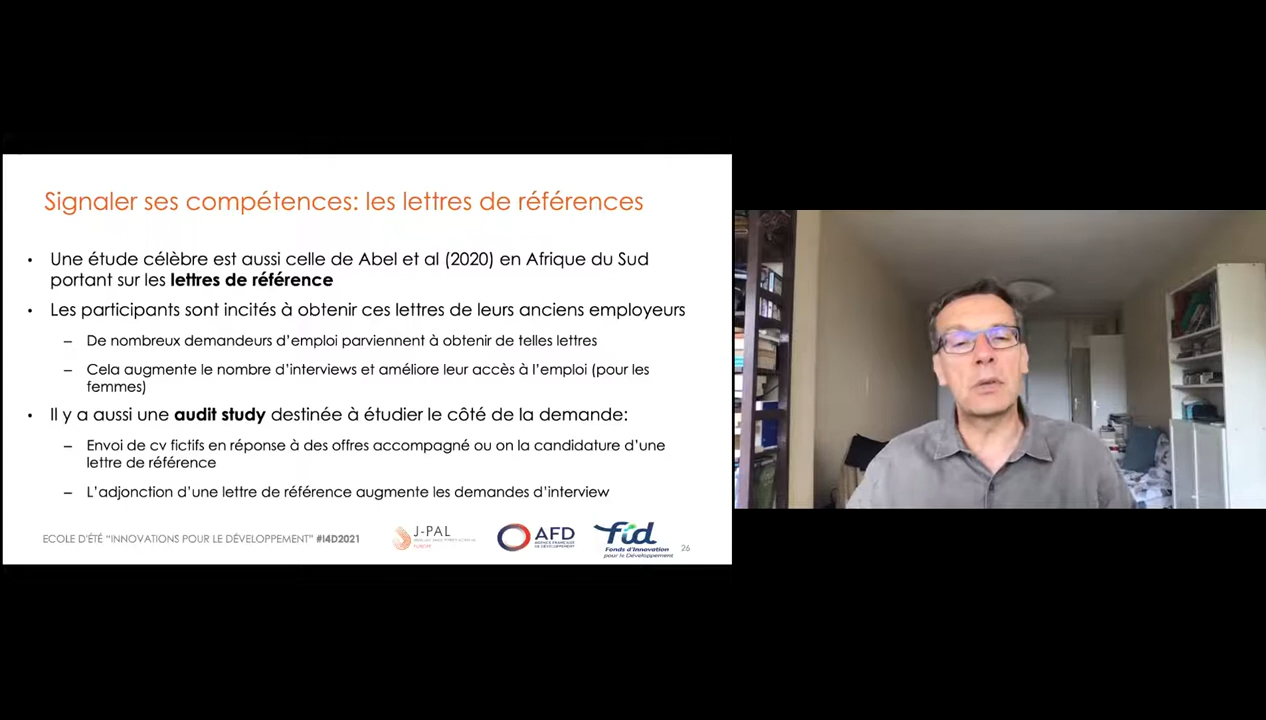 Signaler ses compétences: les lettres de références
• Une étude célèbre est aussi celle de Abel et al (2020) en Afrique du Sud
portant sur les lettres de référence
• Les participants sont incités à obtenir ces lettres de leurs anciens employeurs
– De nombreux demandeurs d’emploi parviennent à obtenir de telles lettres
– Cela augmente le nombre d’interviews et améliore leur accès à l’emploi (pour les
femmes)
• Il y a aussi une audit study destinée à étudier le côté de la demande:
– Envoi de cv fictifs en réponse à des offres accompagné ou on la candidature d’une
lettre de référence
– L’adjonction d’une lettre de référence augmente les demandes d’interview
ECOLE D'ÉTÉ “INNOVATIONS POUR LE DÉVELOPPEMENT” #I4D2021
J-PAL
AFD
AGENCE FRANÇAISE
DE DÉVELOPPEMENT
fid
Fonds d'Innovation
pour le Développement
26